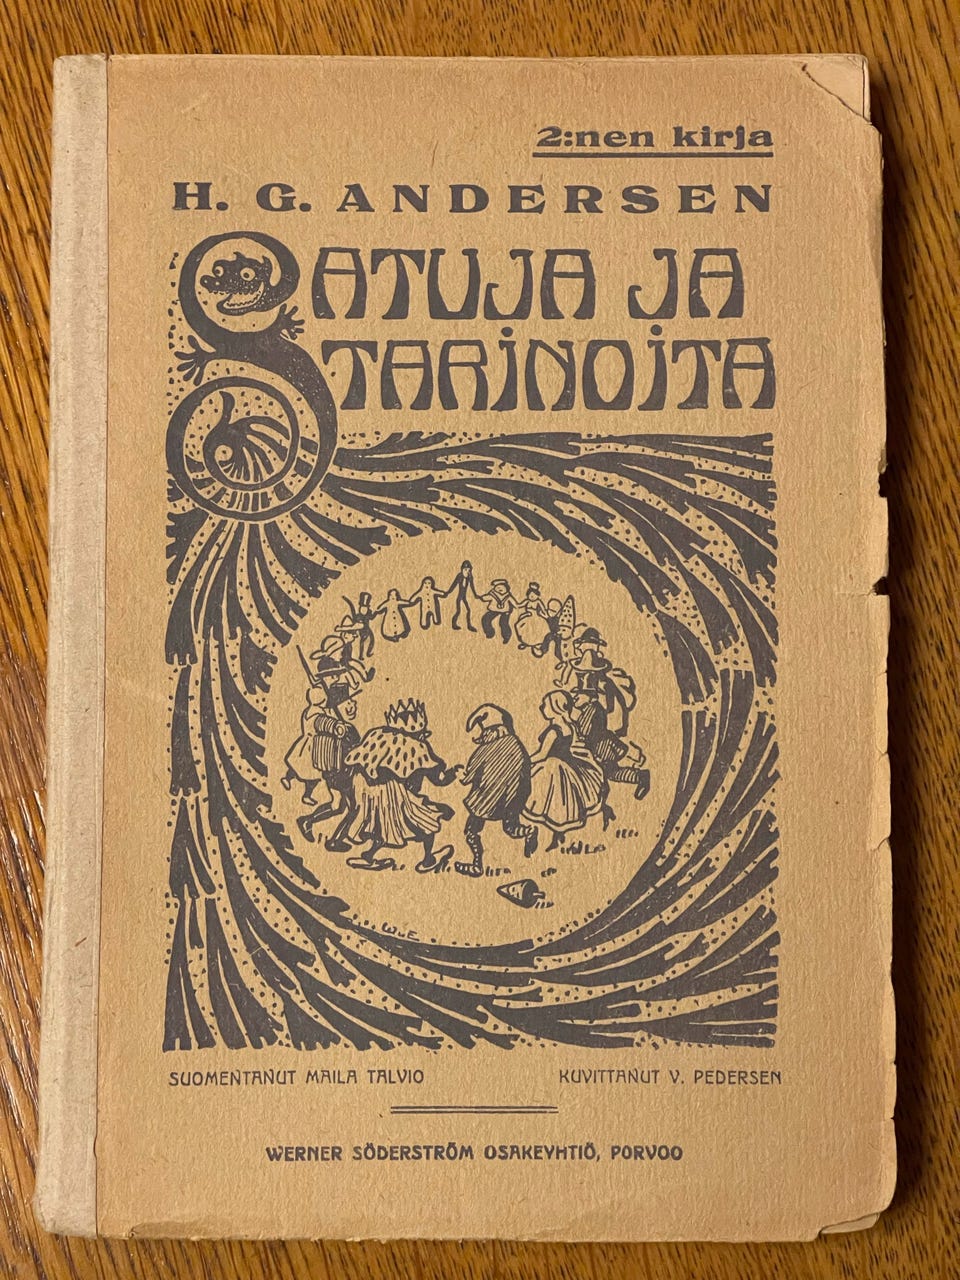 2:nen kirja
H. G. ANDERSEN
SATUJA JA
TARINOITA
W.E
SUOMENTANUT MAILA TALVIO
KUVITTANUT V. PEDERSEN
WERNER SÖDERSTRÖM OSAKEYHTIÖ, PORVOO